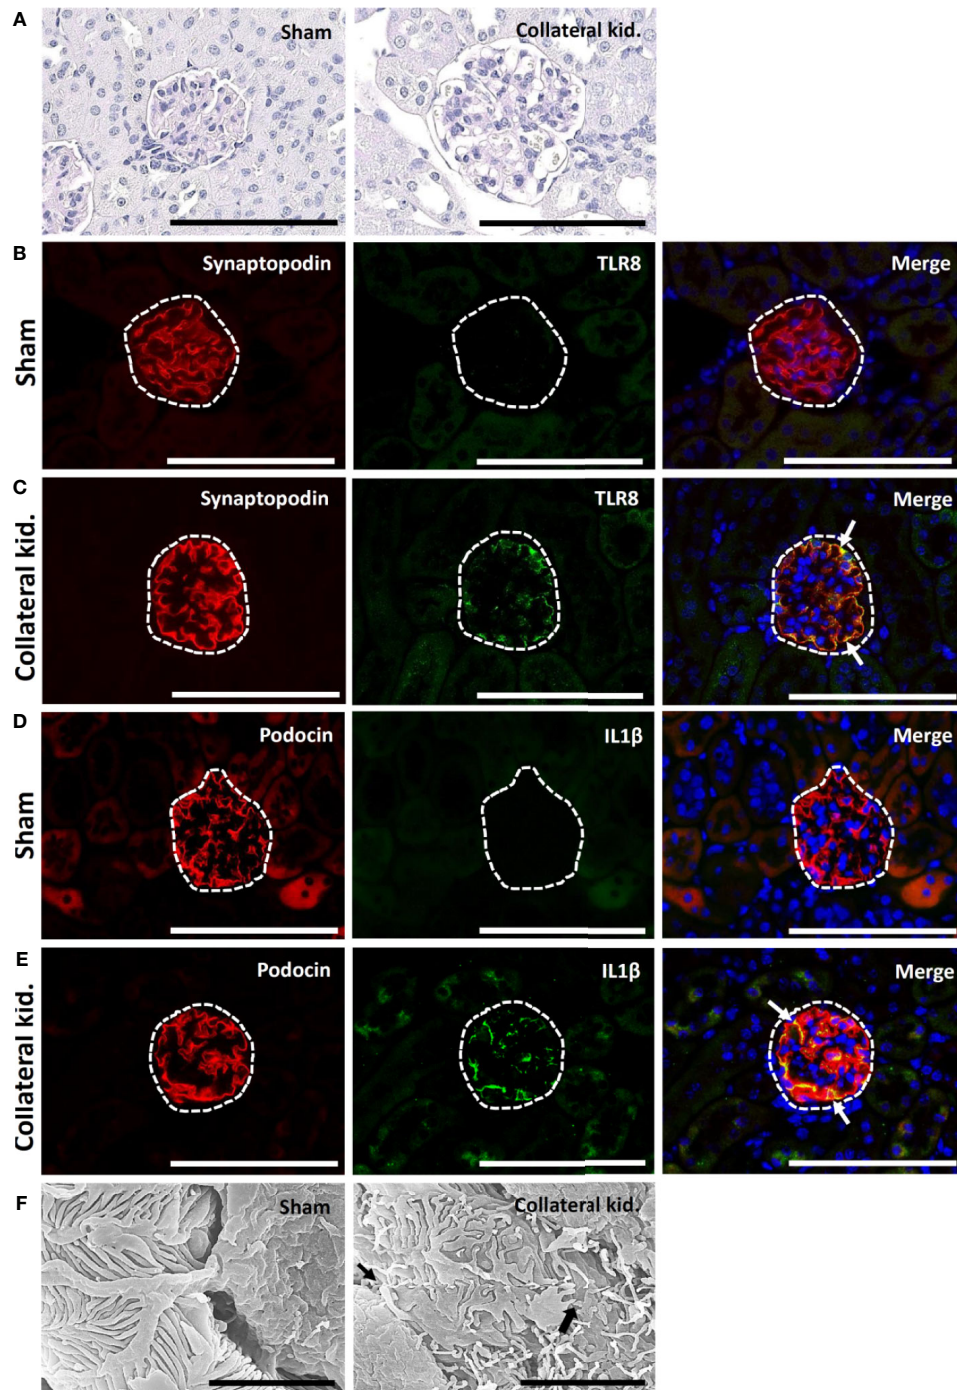 A
Sham
Collateral kid.
B
Sham
Synaptopodin
TLR8
Merge
C
Collateral kid.
Synaptopodin
TLR8
Merge
D
Sham
Podocin
IL1β
Merge
E
Collateral kid.
Podocin
IL1β
Merge
F
Sham
Collateral kid.